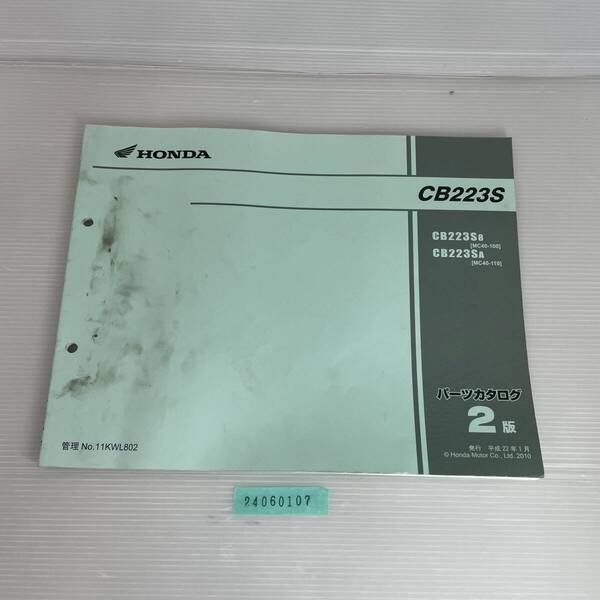 HONDA
CB223S
CB223S8
[MC40-100]
CB223SA
[MC40-110]
パーツカタログ
2版
管理 No.11KWL802
発行 平成22年1月
© Honda Motor Co., Ltd. 2010
24060107